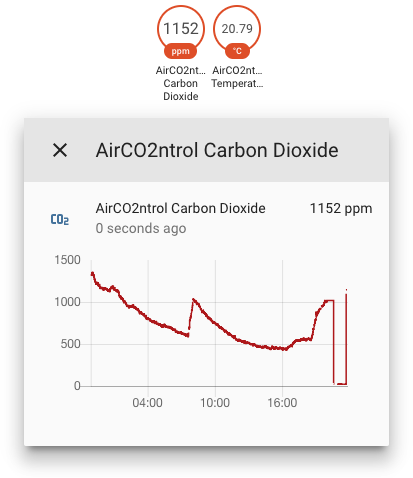 1152
20.79
ppm
°C
AirCO2nt...
AirCO2nt...
Carbon
Temperat...
Dioxide
AirCO2ntrol Carbon Dioxide
CO₂
AirCO2ntrol Carbon Dioxide
1152 ppm
0 seconds ago
1500
1000
500
0
04:00
10:00
16:00